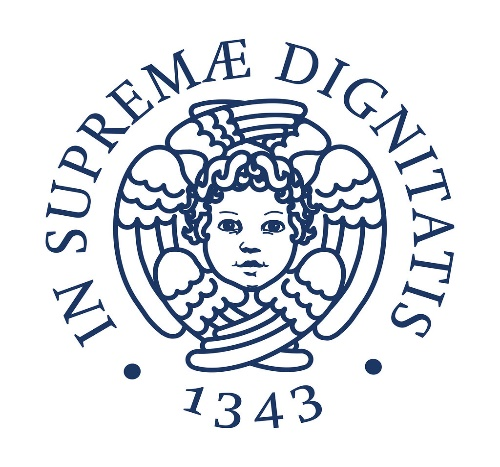 IN SUPREMÆ DIGNITATIS
1343